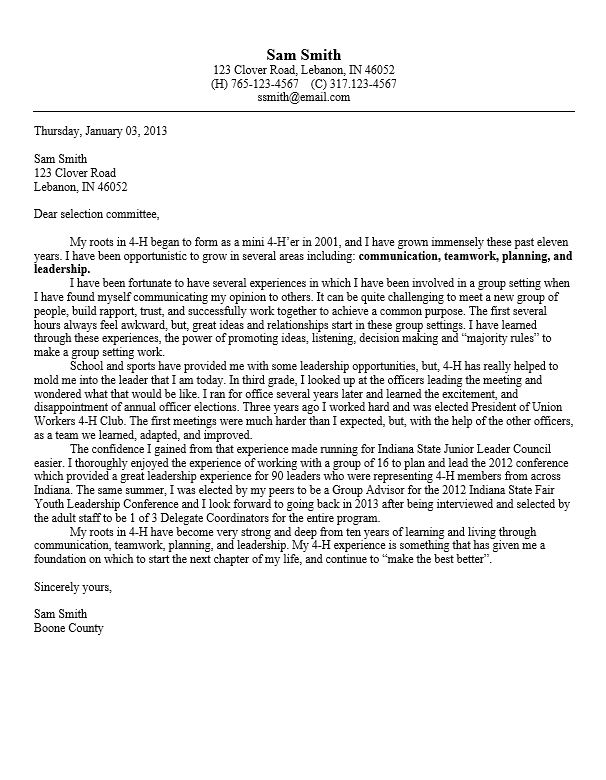 Sam Smith
123 Clover Road, Lebanon, IN 46052
(H) 765-123-4567 (C) 317.123-4567
ssmith@email.com
Thursday, January 03, 2013
Sam Smith
123 Clover Road
Lebanon, IN 46052
Dear selection committee,
My roots in 4-H began to form as a mini 4-H’er in 2001, and I have grown immensely these past eleven
years. I have been opportunistic to grow in several areas including: communication, teamwork, planning, and
leadership.
I have been fortunate to have several experiences in which I have been involved in a group setting when
I have found myself communicating my opinion to others. It can be quite challenging to meet a new group of
people, build rapport, trust, and successfully work together to achieve a common purpose. The first several
hours always feel awkward, but, great ideas and relationships start in these group settings. I have learned
through these experiences, the power of promoting ideas, listening, decision making and “majority rules” to
make a group setting work.
School and sports have provided me with some leadership opportunities, but, 4-H has really helped to
mold me into the leader that I am today. In third grade, I looked up at the officers leading the meeting and
wondered what that would be like. I ran for office several years later and learned the excitement, and
disappointment of annual officer elections. Three years ago I worked hard and was elected President of Union
Workers 4-H Club. The first meetings were much harder than I expected, but, with the help of the other officers,
as a team we learned, adapted, and improved.
The confidence I gained from that experience made running for Indiana State Junior Leader Council
easier. I thoroughly enjoyed the experience of working with a group of 16 to plan and lead the 2012 conference
which provided a great leadership experience for 90 leaders who were representing 4-H members from across
Indiana. The same summer, I was elected by my peers to be a Group Advisor for the 2012 Indiana State Fair
Youth Leadership Conference and I look forward to going back in 2013 after being interviewed and selected by
the adult staff to be 1 of 3 Delegate Coordinators for the entire program.
My roots in 4-H have become very strong and deep from ten years of learning and living through
communication, teamwork, planning, and leadership. My 4-H experience is something that has given me a
foundation on which to start the next chapter of my life, and continue to “make the best better”.
Sincerely yours,
Sam Smith
Boone County